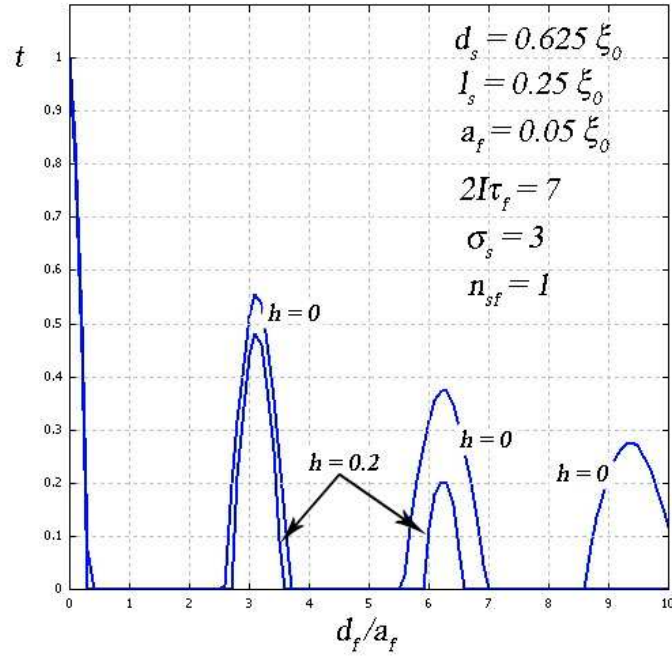 t
1
0.9
0.8
0.7
0.6
0.5
0.4
0.3
0.2
0.1
0
d_s = 0.625 ξ_0
l_s = 0.25 ξ_0
a_f = 0.05 ξ_0
2Iτ_f = 7
σ_s = 3
n_sf = 1
h = 0
h = 0.2
h = 0
h = 0
0 1 2 3 4 5 6 7 8 9 10
d_f/a_f